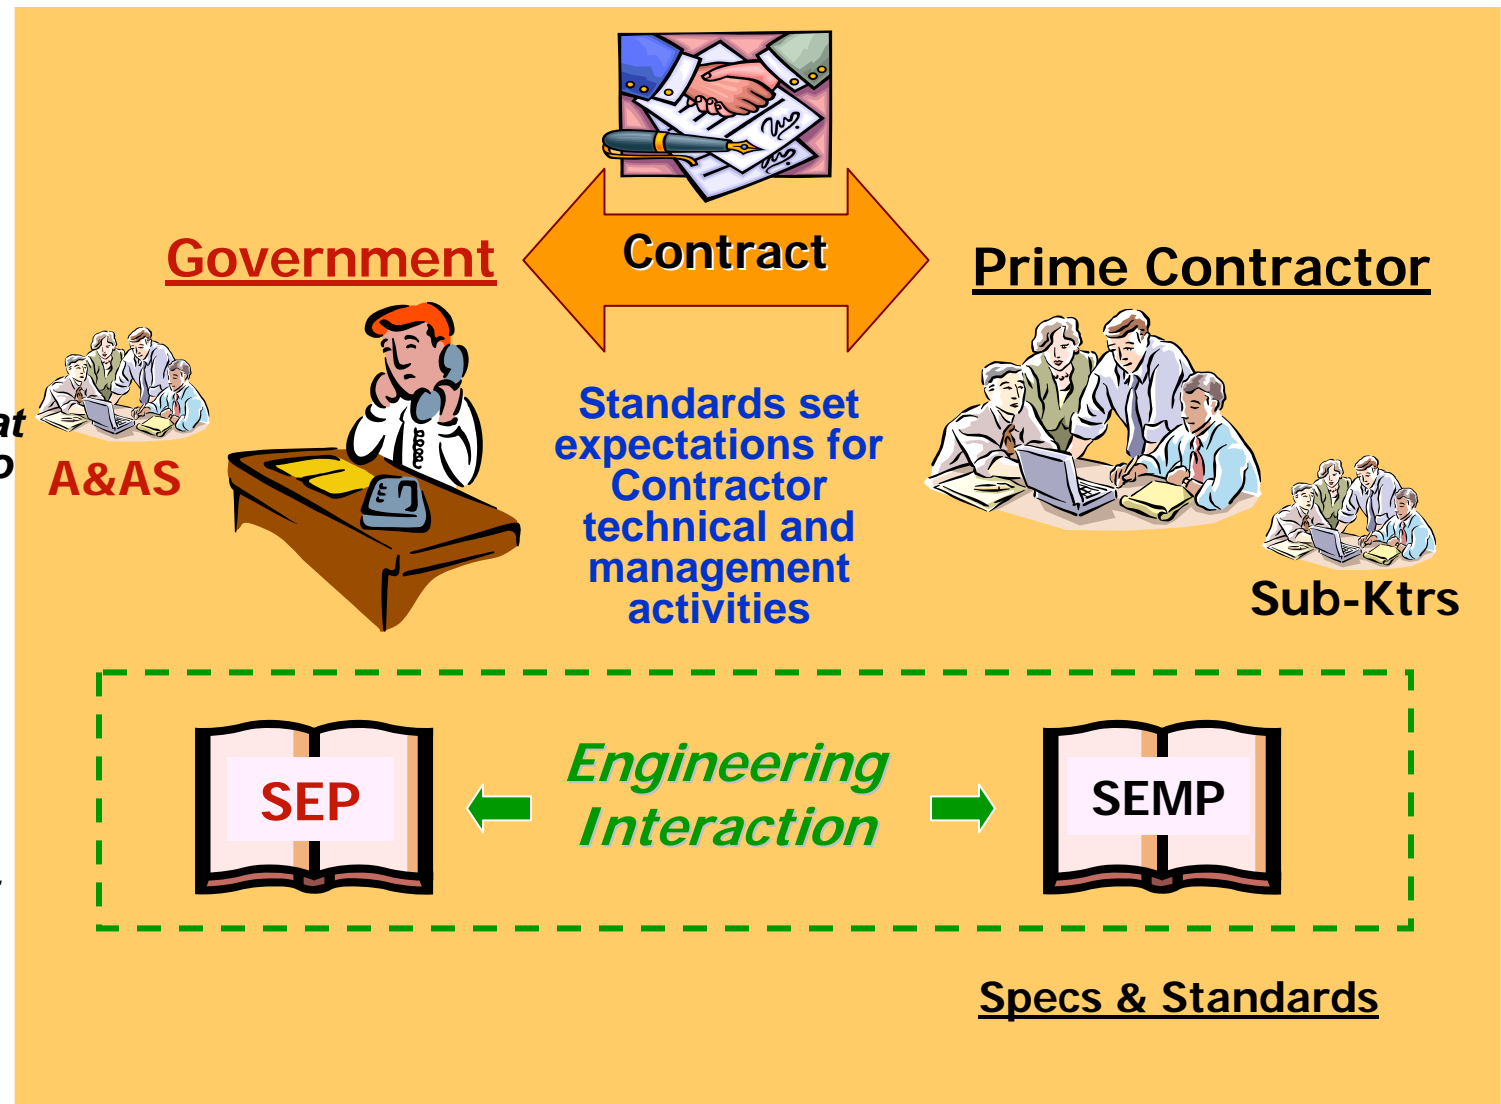 Contract
Government
Prime Contractor
Standards set
expectations for
Contractor
technical and
management
activities
A&AS
Sub-Ktrs
SEP
Engineering
Interaction
SEMP
Specs & Standards